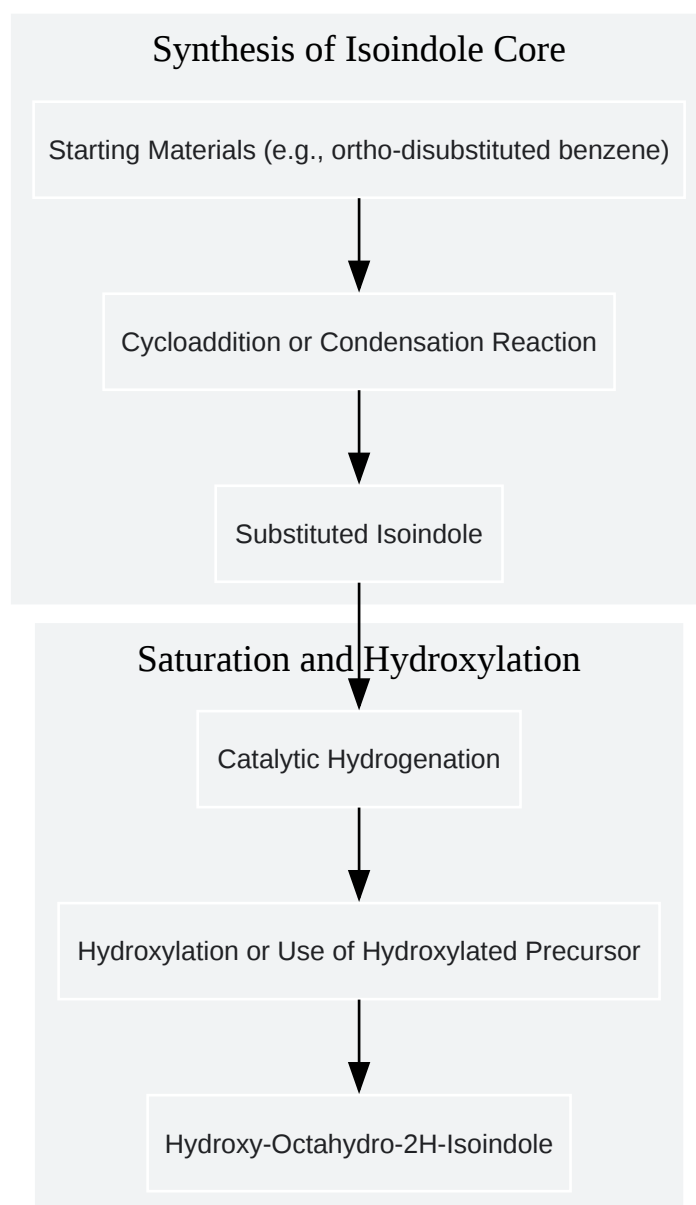 Synthesis of Isoindole Core
Starting Materials (e.g., ortho-disubstituted benzene)
Cycloaddition or Condensation Reaction
Substituted Isoindole
Saturation and Hydroxylation
Catalytic Hydrogenation
Hydroxylation or Use of Hydroxylated Precursor
Hydroxy-Octahydro-2H-Isoindole